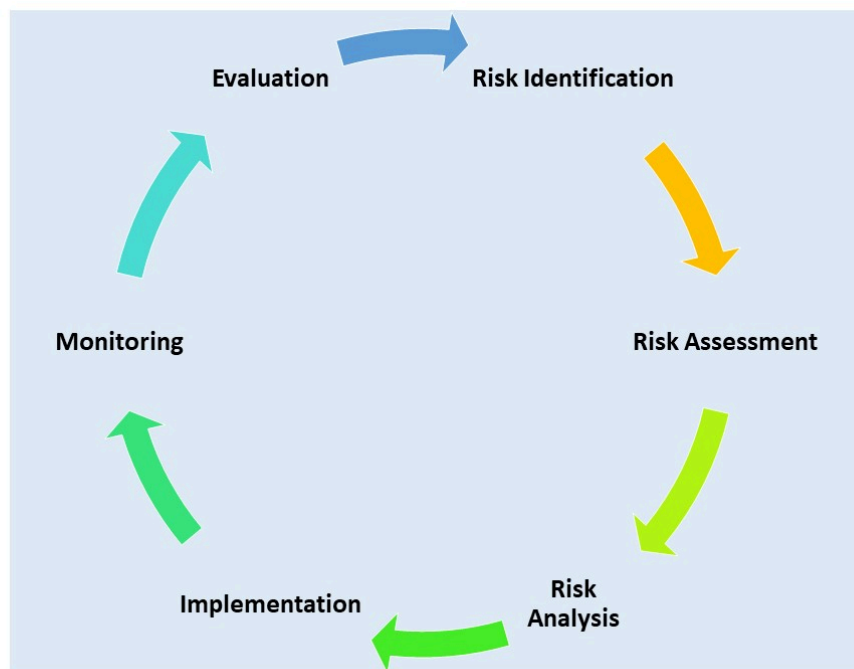 Evaluation
Risk Identification
Risk Assessment
Risk
Analysis
Implementation
Monitoring